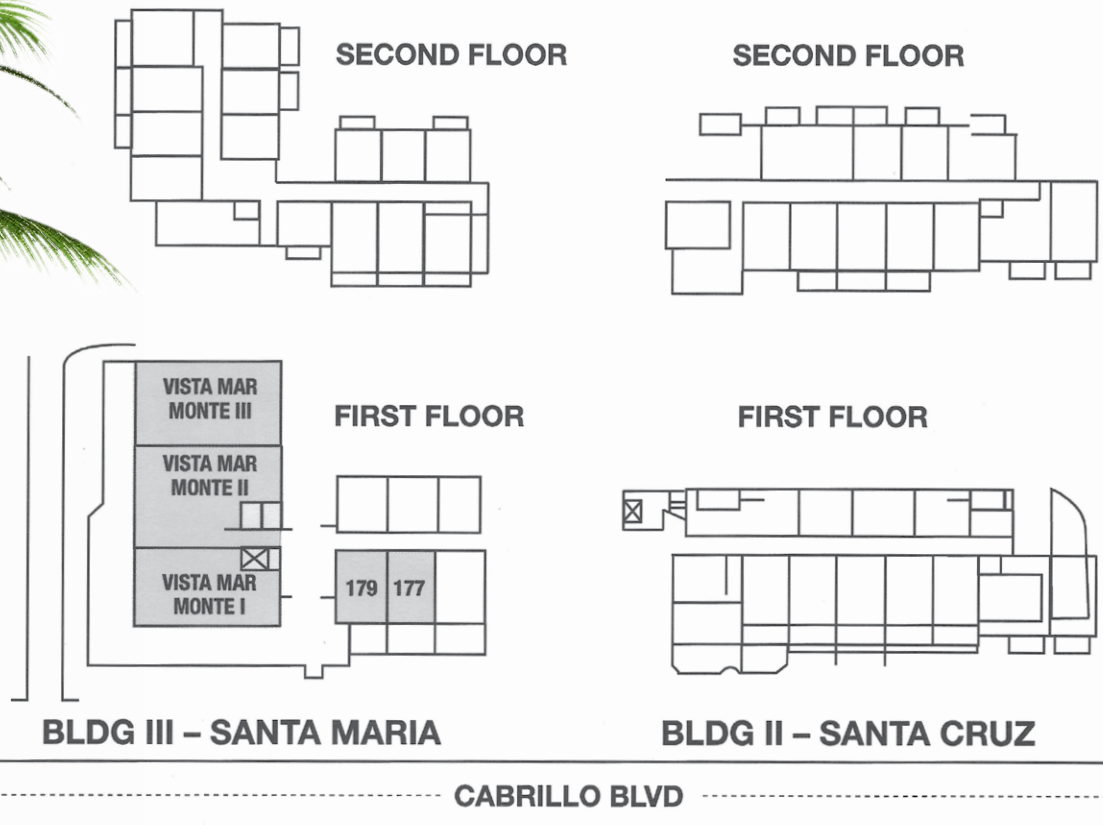 SECOND FLOOR
SECOND FLOOR
VISTA MAR
MONTE III
FIRST FLOOR
FIRST FLOOR
VISTA MAR
MONTE II
VISTA MAR
MONTE I
179
177
BLDG III – SANTA MARIA
BLDG II – SANTA CRUZ
CABRILLO BLVD